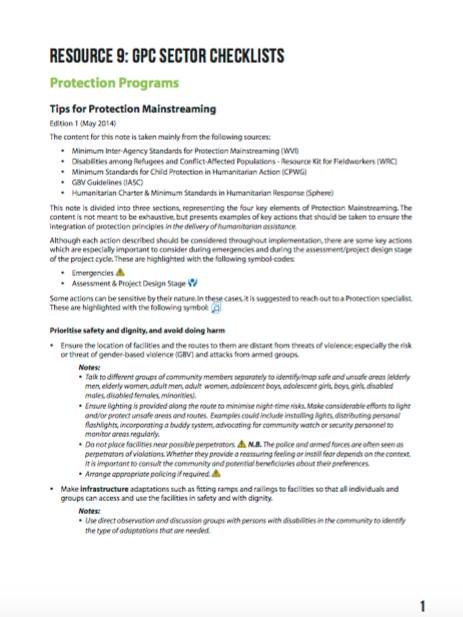 RESOURCE 9: GPC SECTOR CHECKLISTS
Protection Programs
Tips for Protection Mainstreaming
Edition 1 (May 2014)
The content for this note is taken mainly from the following sources:
• Minimum Inter-Agency Standards for Protection Mainstreaming (WVI)
• Disabilities among Refugees and Conflict-Affected Populations - Resource Kit for Fieldworkers (WRC)
• Minimum Standards for Child Protection in Humanitarian Action (CPWG)
• GBV Guidelines (IASC)
• Humanitarian Charter & Minimum Standards in Humanitarian Response (Sphere)
This note is divided into three sections, representing the four key elements of Protection Mainstreaming. The
content is not meant to be exhaustive, but presents examples of key actions that should be taken to ensure the
integration of protection principles in the delivery of humanitarian assistance.
Although each action described should be considered throughout implementation, there are some key actions
which are especially important to consider during emergencies and during the assessment/project design stage
of the project cycle. These are highlighted with the following symbol-codes:
• Emergencies
• Assessment & Project Design Stage
Some actions can be sensitive by their nature. In these cases, it is suggested to reach out to a Protection specialist.
These are highlighted with the following symbol:
Prioritise safety and dignity, and avoid doing harm
• Ensure the location of facilities and the routes to them are distant from threats of violence; especially the risk
or threat of gender-based violence (GBV) and attacks from armed groups.
Notes:
• Talk to different groups of community members separately to identify/map safe and unsafe areas (elderly
men, elderly women, adult men, adult women, adolescent boys, adolescent girls, boys, girls, disabled
males, disabled females, minorities).
• Ensure lighting is provided along the route to minimise night-time risks. Make considerable efforts to light
and/or protect unsafe areas and routes. Examples could include installing lights, distributing personal
flashlights, incorporating a buddy system, advocating for community watch or security personnel to
monitor areas regularly.
• Do not place facilities near possible perpetrators. N.B. The police and armed forces are often seen as
perpetrators of violations. Whether they provide a reassuring feeling or instill fear depends on the context.
It is important to consult the community and potential beneficiaries about their preferences.
• Arrange appropriate policing if required.
• Make infrastructure adaptations such as fitting ramps and railings to facilities so that all individuals and
groups can access and use the facilities in safety and with dignity.
Notes:
• Use direct observation and discussion groups with persons with disabilities in the community to identify
the type of adaptations that are needed.
1